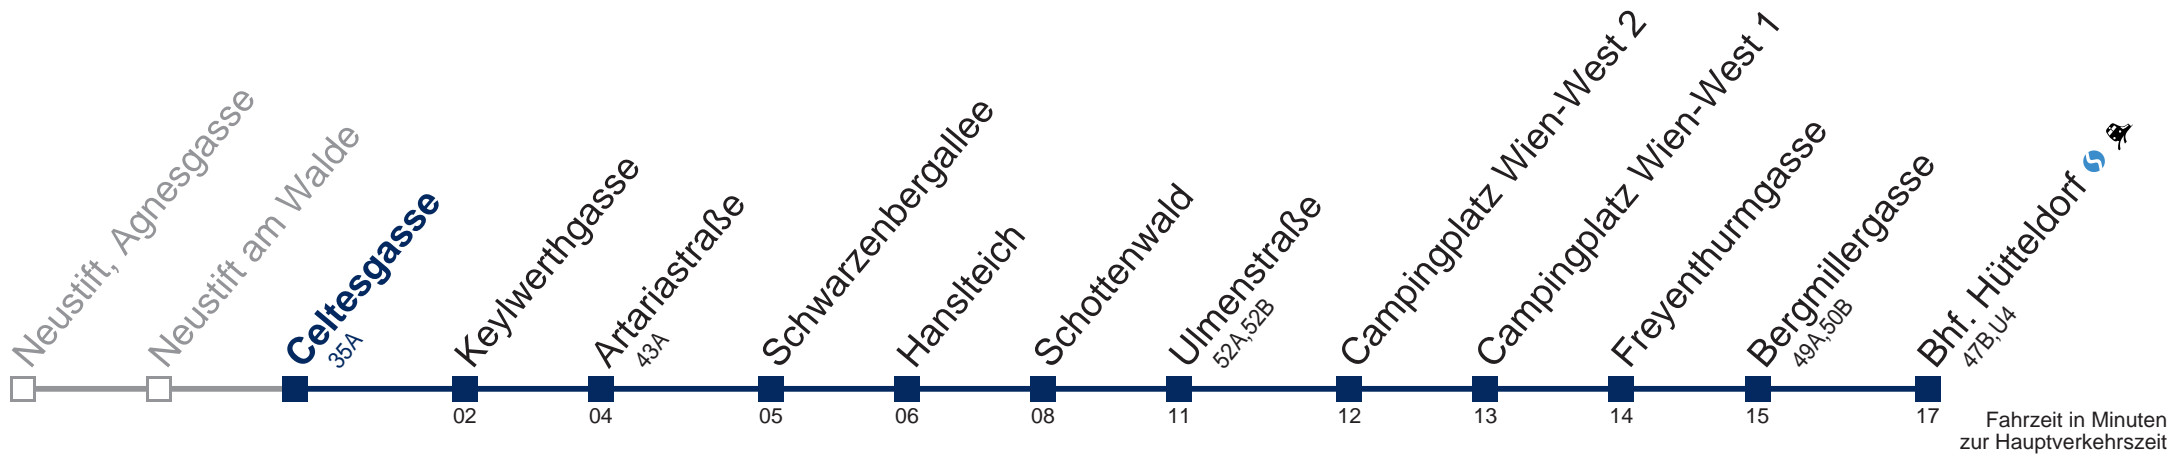 Neustift, Agnesgasse
Neustift am Walde
Celtesgasse
35A
Keylwerthgasse
Artariastraße
43A
Schwarzenbergallee
Hanslteich
Schottenwald
Ulmenstraße
52A,52B
Campingplatz Wien-West 2
Campingplatz Wien-West 1
Freyenthurmgasse
Bergmillergasse
49A,50B
Bhf. Hütteldorf
47B,U4
02
04
05
06
08
11
12
13
14
15
17
Fahrzeit in Minuten
zur Hauptverkehrszeit